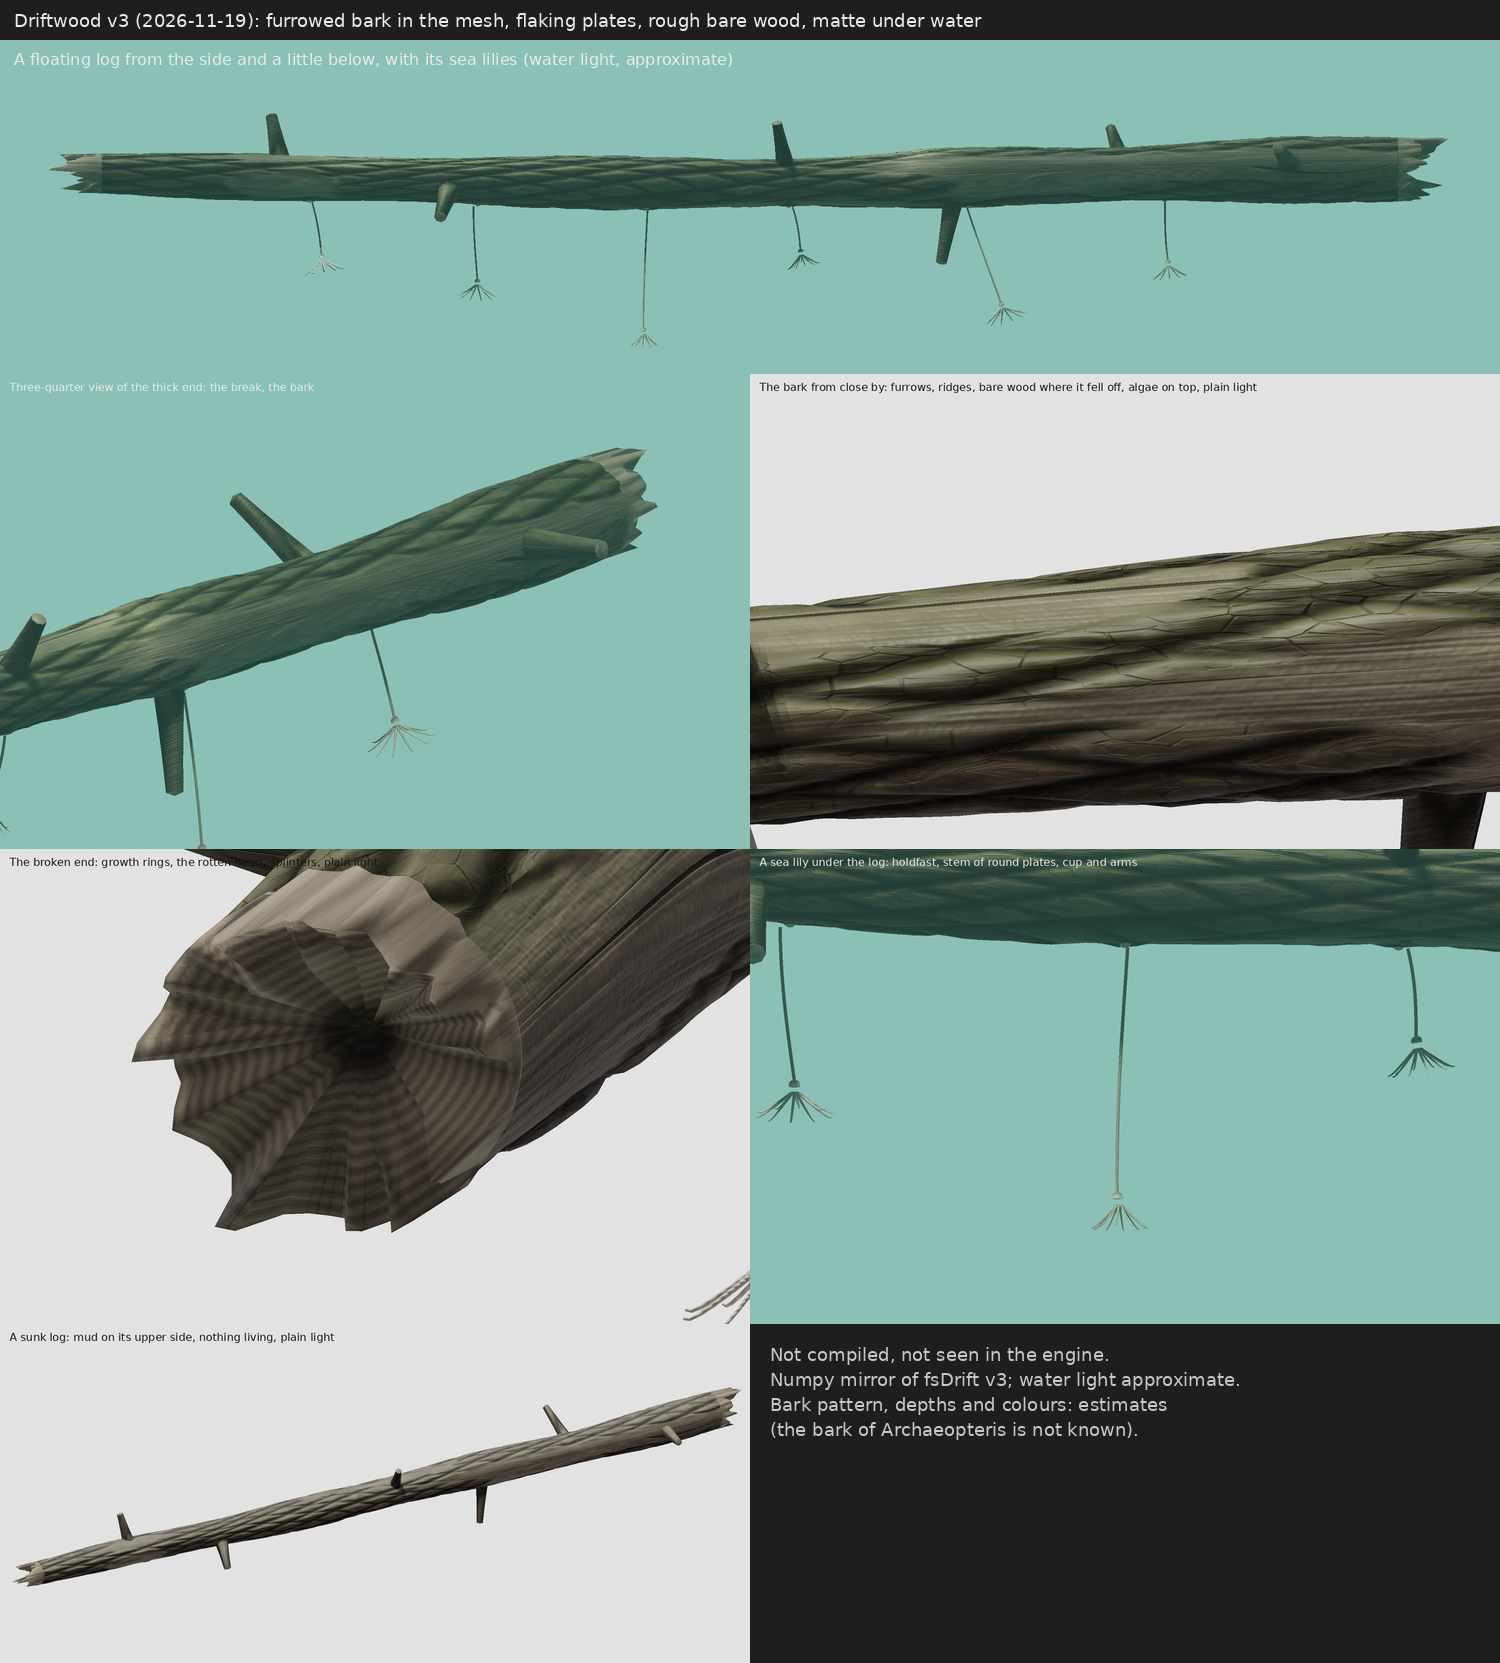 Driftwood v3 (2026-11-19): furrowed bark in the mesh, flaking plates, rough bare wood, matte under water
A floating log from the side and a little below, with its sea lilies (water light, approximate)
Three-quarter view of the thick end: the break, the bark
The bark from close by: furrows, ridges, bare wood where it fell off, algae on top, plain light
The broken end: growth rings, the rotten heart, splinters, plain light
A sea lily under the log: holdfast, stem of round plates, cup and arms
A sunk log: mud on its upper side, nothing living, plain light
Not compiled, not seen in the engine.
Numpy mirror of fsDrift v3; water light approximate.
Bark pattern, depths and colours: estimates
(the bark of Archaeopteris is not known).